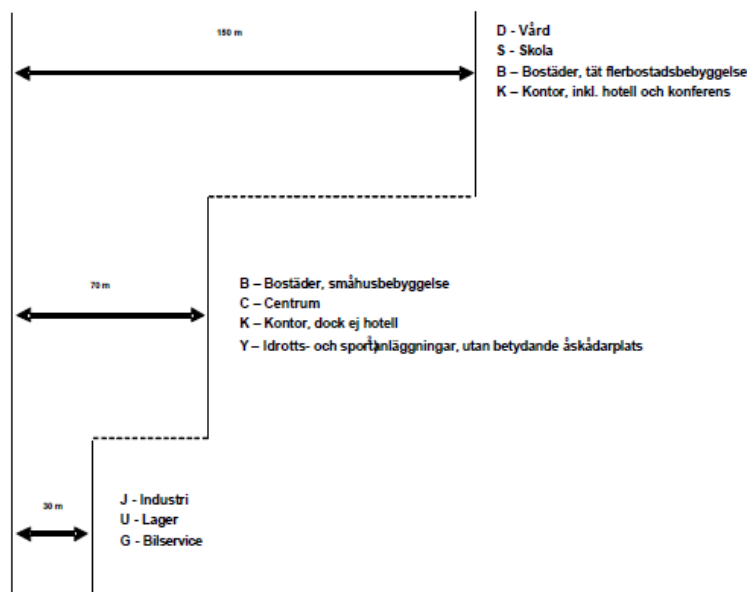 150 m
D - Vård
S - Skola
B – Bostäder, tät flerbostadsbebyggelse
K – Kontor, inkl. hotell och konferens
70 m
B – Bostäder, småhusbebyggelse
C – Centrum
K – Kontor, dock ej hotell
Y – Idrotts- och sportanläggningar, utan betydande åskådarplats
30 m
J - Industri
U - Lager
G - Bilservice